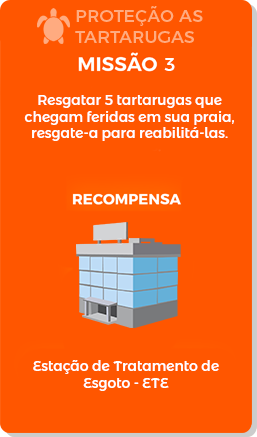 PROTEÇÃO AS
TARTARUGAS
MISSÃO 3
Resgatar 5 tartarugas que
chegam feridas em sua praia,
resgate-a para reabilitá-las.
RECOMPENSA
Estação de Tratamento de
Esgoto - ETE